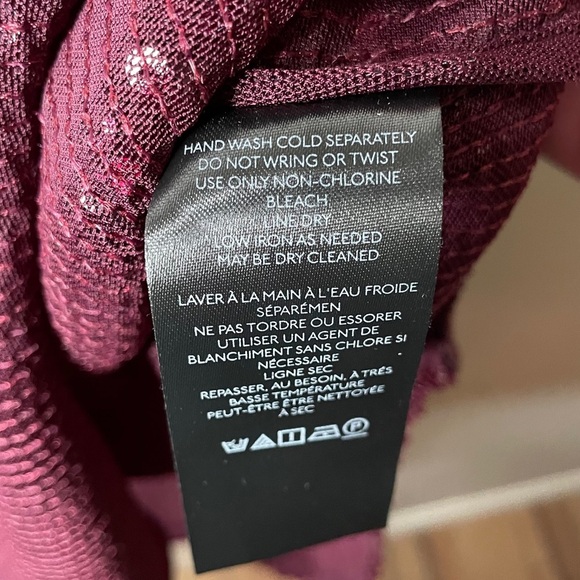 HAND WASH COLD SEPARATELY
DO NOT WRING OR TWIST
USE ONLY NON-CHLORINE
BLEACH
LINE DRY
LOW IRON AS NEEDED
MAY BE DRY CLEANED
LAVER À LA MAIN À L'EAU FROIDE
SÉPARÉMEN
NE PAS TORDRE OU ESSORER
UTILISER UN AGENT DE
BLANCHIMENT SANS CHLORE SI
NÉCESSAIRE
LIGNE SEC
REPASSER, AU BESOIN, À TRÉS
BASSE TEMPÉRATURE
PEUT-ÊTRE ÊTRE NETTOYÉE
À SEC